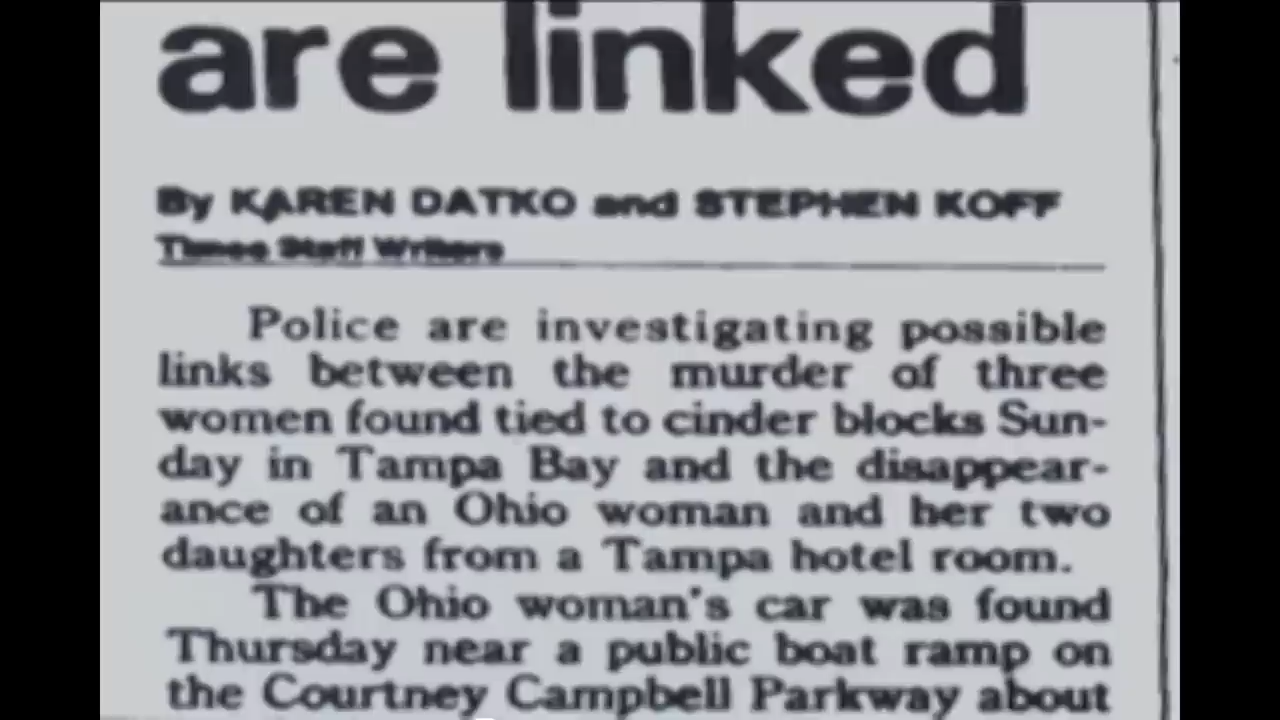 are linked
By KAREN DATKO and STEPHEN KOFF
Times Staff Writers
Police are investigating possible
links between the murder of three
women found tied to cinder blocks Sun-
day in Tampa Bay and the disappear-
ance of an Ohio woman and her two
daughters from a Tampa hotel room.
The Ohio woman's car was found
Thursday near a public boat ramp on
the Courtney Campbell Parkway about